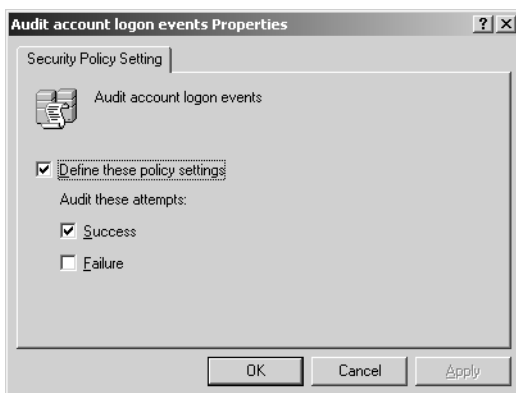 Audit account logon events Properties
Security Policy Setting
Audit account logon events
Define these policy settings
Audit these attempts:
Success
Failure
OK
Cancel
Apply